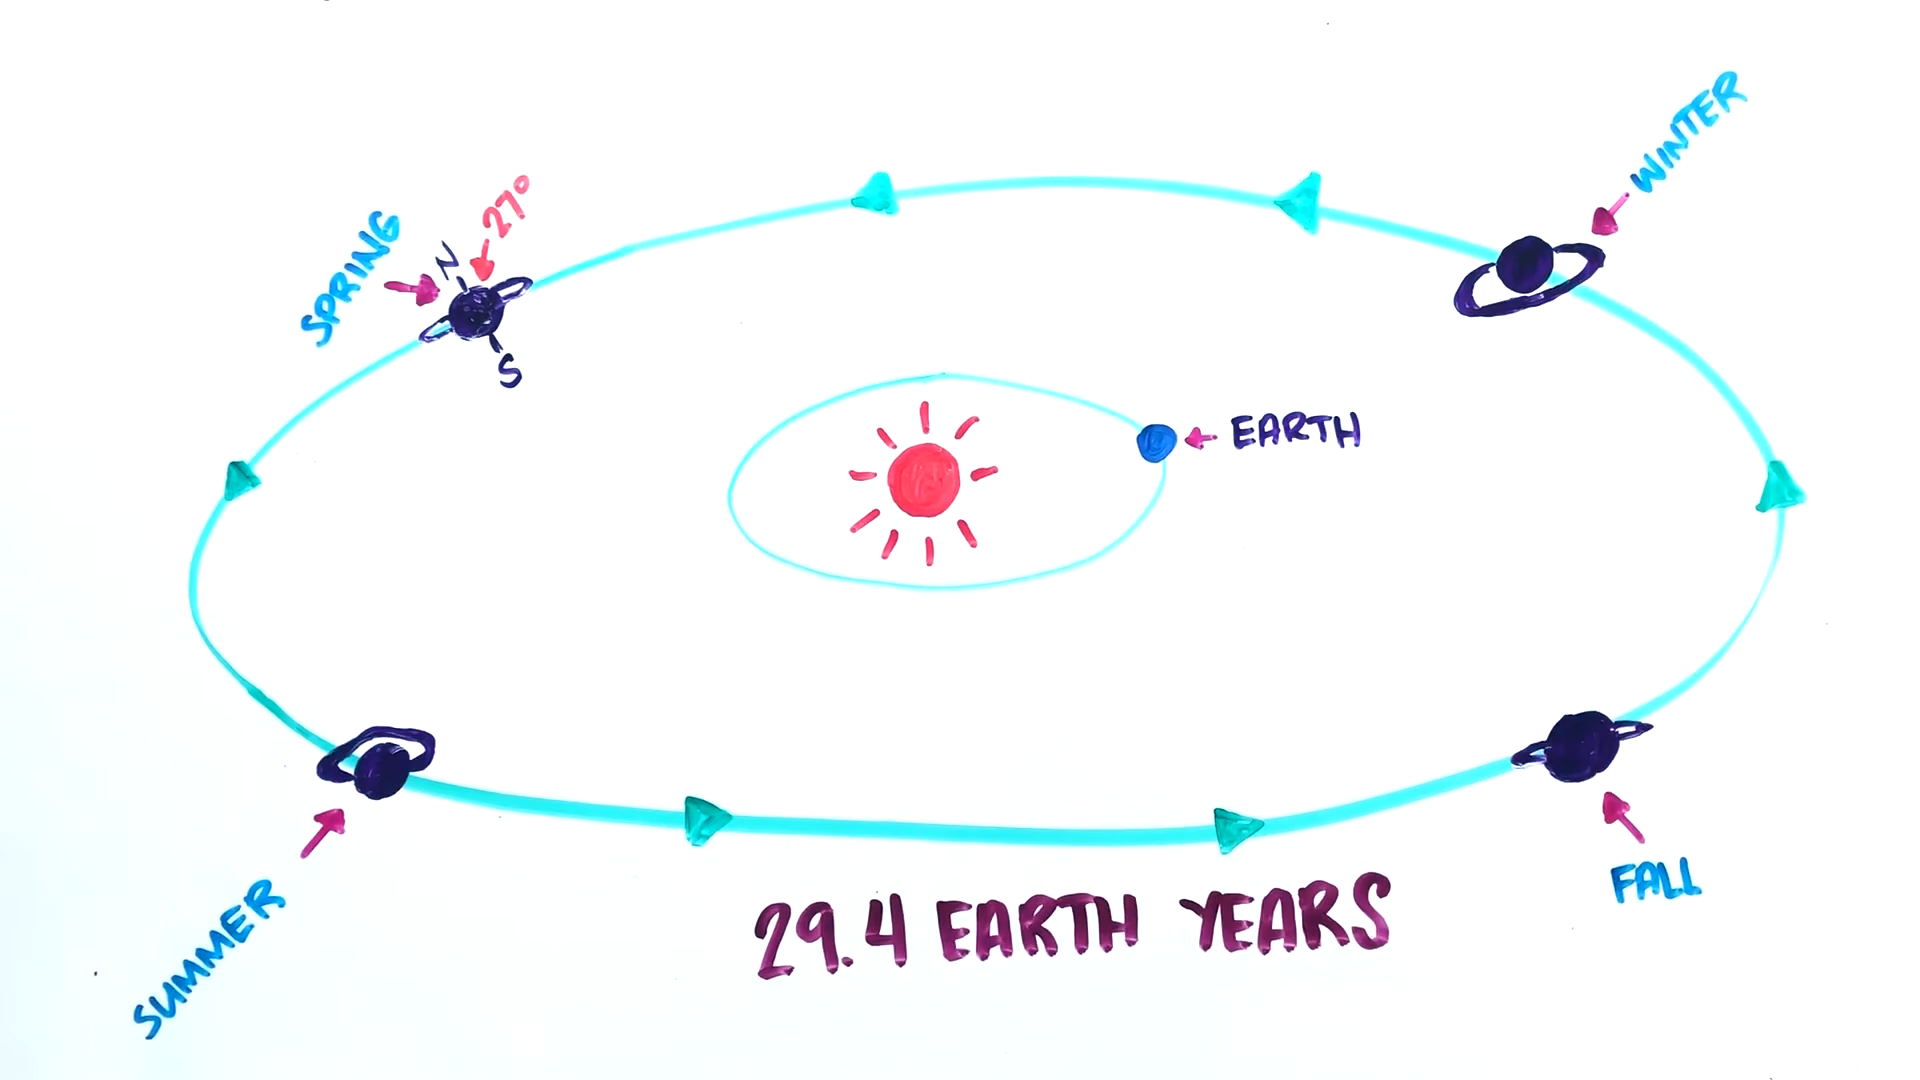 WINTER
27°
SPRING
N
S
EARTH
29.4 EARTH YEARS
FALL
SUMMER